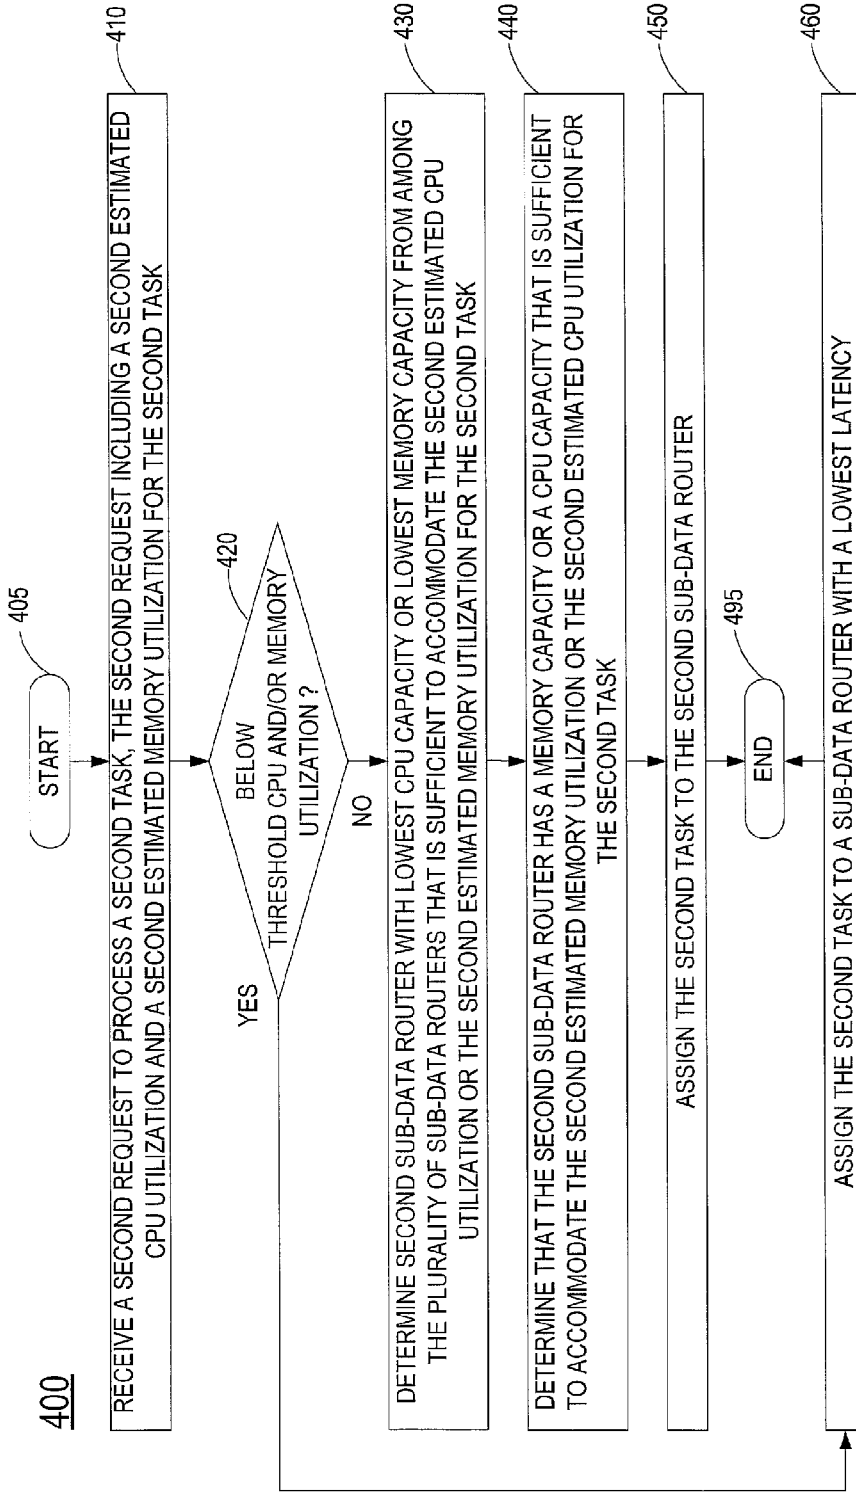 400
START
405
RECEIVE A SECOND REQUEST TO PROCESS A SECOND TASK, THE SECOND REQUEST INCLUDING A SECOND ESTIMATED
CPU UTILIZATION AND A SECOND ESTIMATED MEMORY UTILIZATION FOR THE SECOND TASK
410
BELOW
THRESHOLD CPU AND/OR MEMORY
UTILIZATION ?
420
YES
NO
DETERMINE SECOND SUB-DATA ROUTER WITH LOWEST CPU CAPACITY OR LOWEST MEMORY CAPACITY FROM AMONG
THE PLURALITY OF SUB-DATA ROUTERS THAT IS SUFFICIENT TO ACCOMMODATE THE SECOND ESTIMATED CPU
UTILIZATION OR THE SECOND ESTIMATED MEMORY UTILIZATION FOR THE SECOND TASK
430
DETERMINE THAT THE SECOND SUB-DATA ROUTER HAS A MEMORY CAPACITY OR A CPU CAPACITY THAT IS SUFFICIENT
TO ACCOMMODATE THE SECOND ESTIMATED MEMORY UTILIZATION OR THE SECOND ESTIMATED CPU UTILIZATION FOR
THE SECOND TASK
440
ASSIGN THE SECOND TASK TO THE SECOND SUB-DATA ROUTER
450
END
495
ASSIGN THE SECOND TASK TO A SUB-DATA ROUTER WITH A LOWEST LATENCY
460